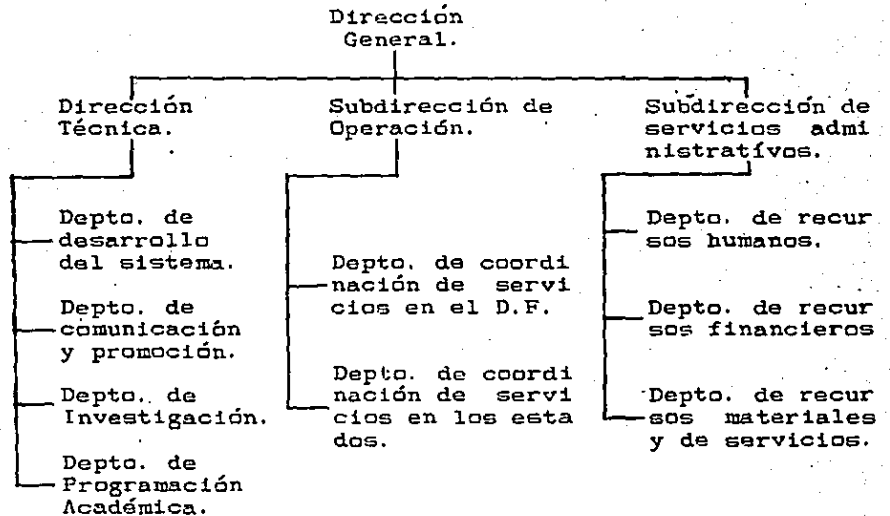 Dirección
General.
Dirección
Técnica.
Subdirección de
Operación.
Subdirección de
servicios admi
nistratívos.
Depto. de
desarrollo
del sistema.
Depto. de
comunicación
y promoción.
Depto. de
Investigación.
Depto. de
Programación
Académica.
Depto. de coordi
nación de servi
cios en el D.F.
Depto. de coordi
nación de servi
cios en los esta
dos.
Depto. de recur
sos humanos.
Depto. de recur
sos financieros
Depto. de recur
sos materiales
y de servicios.